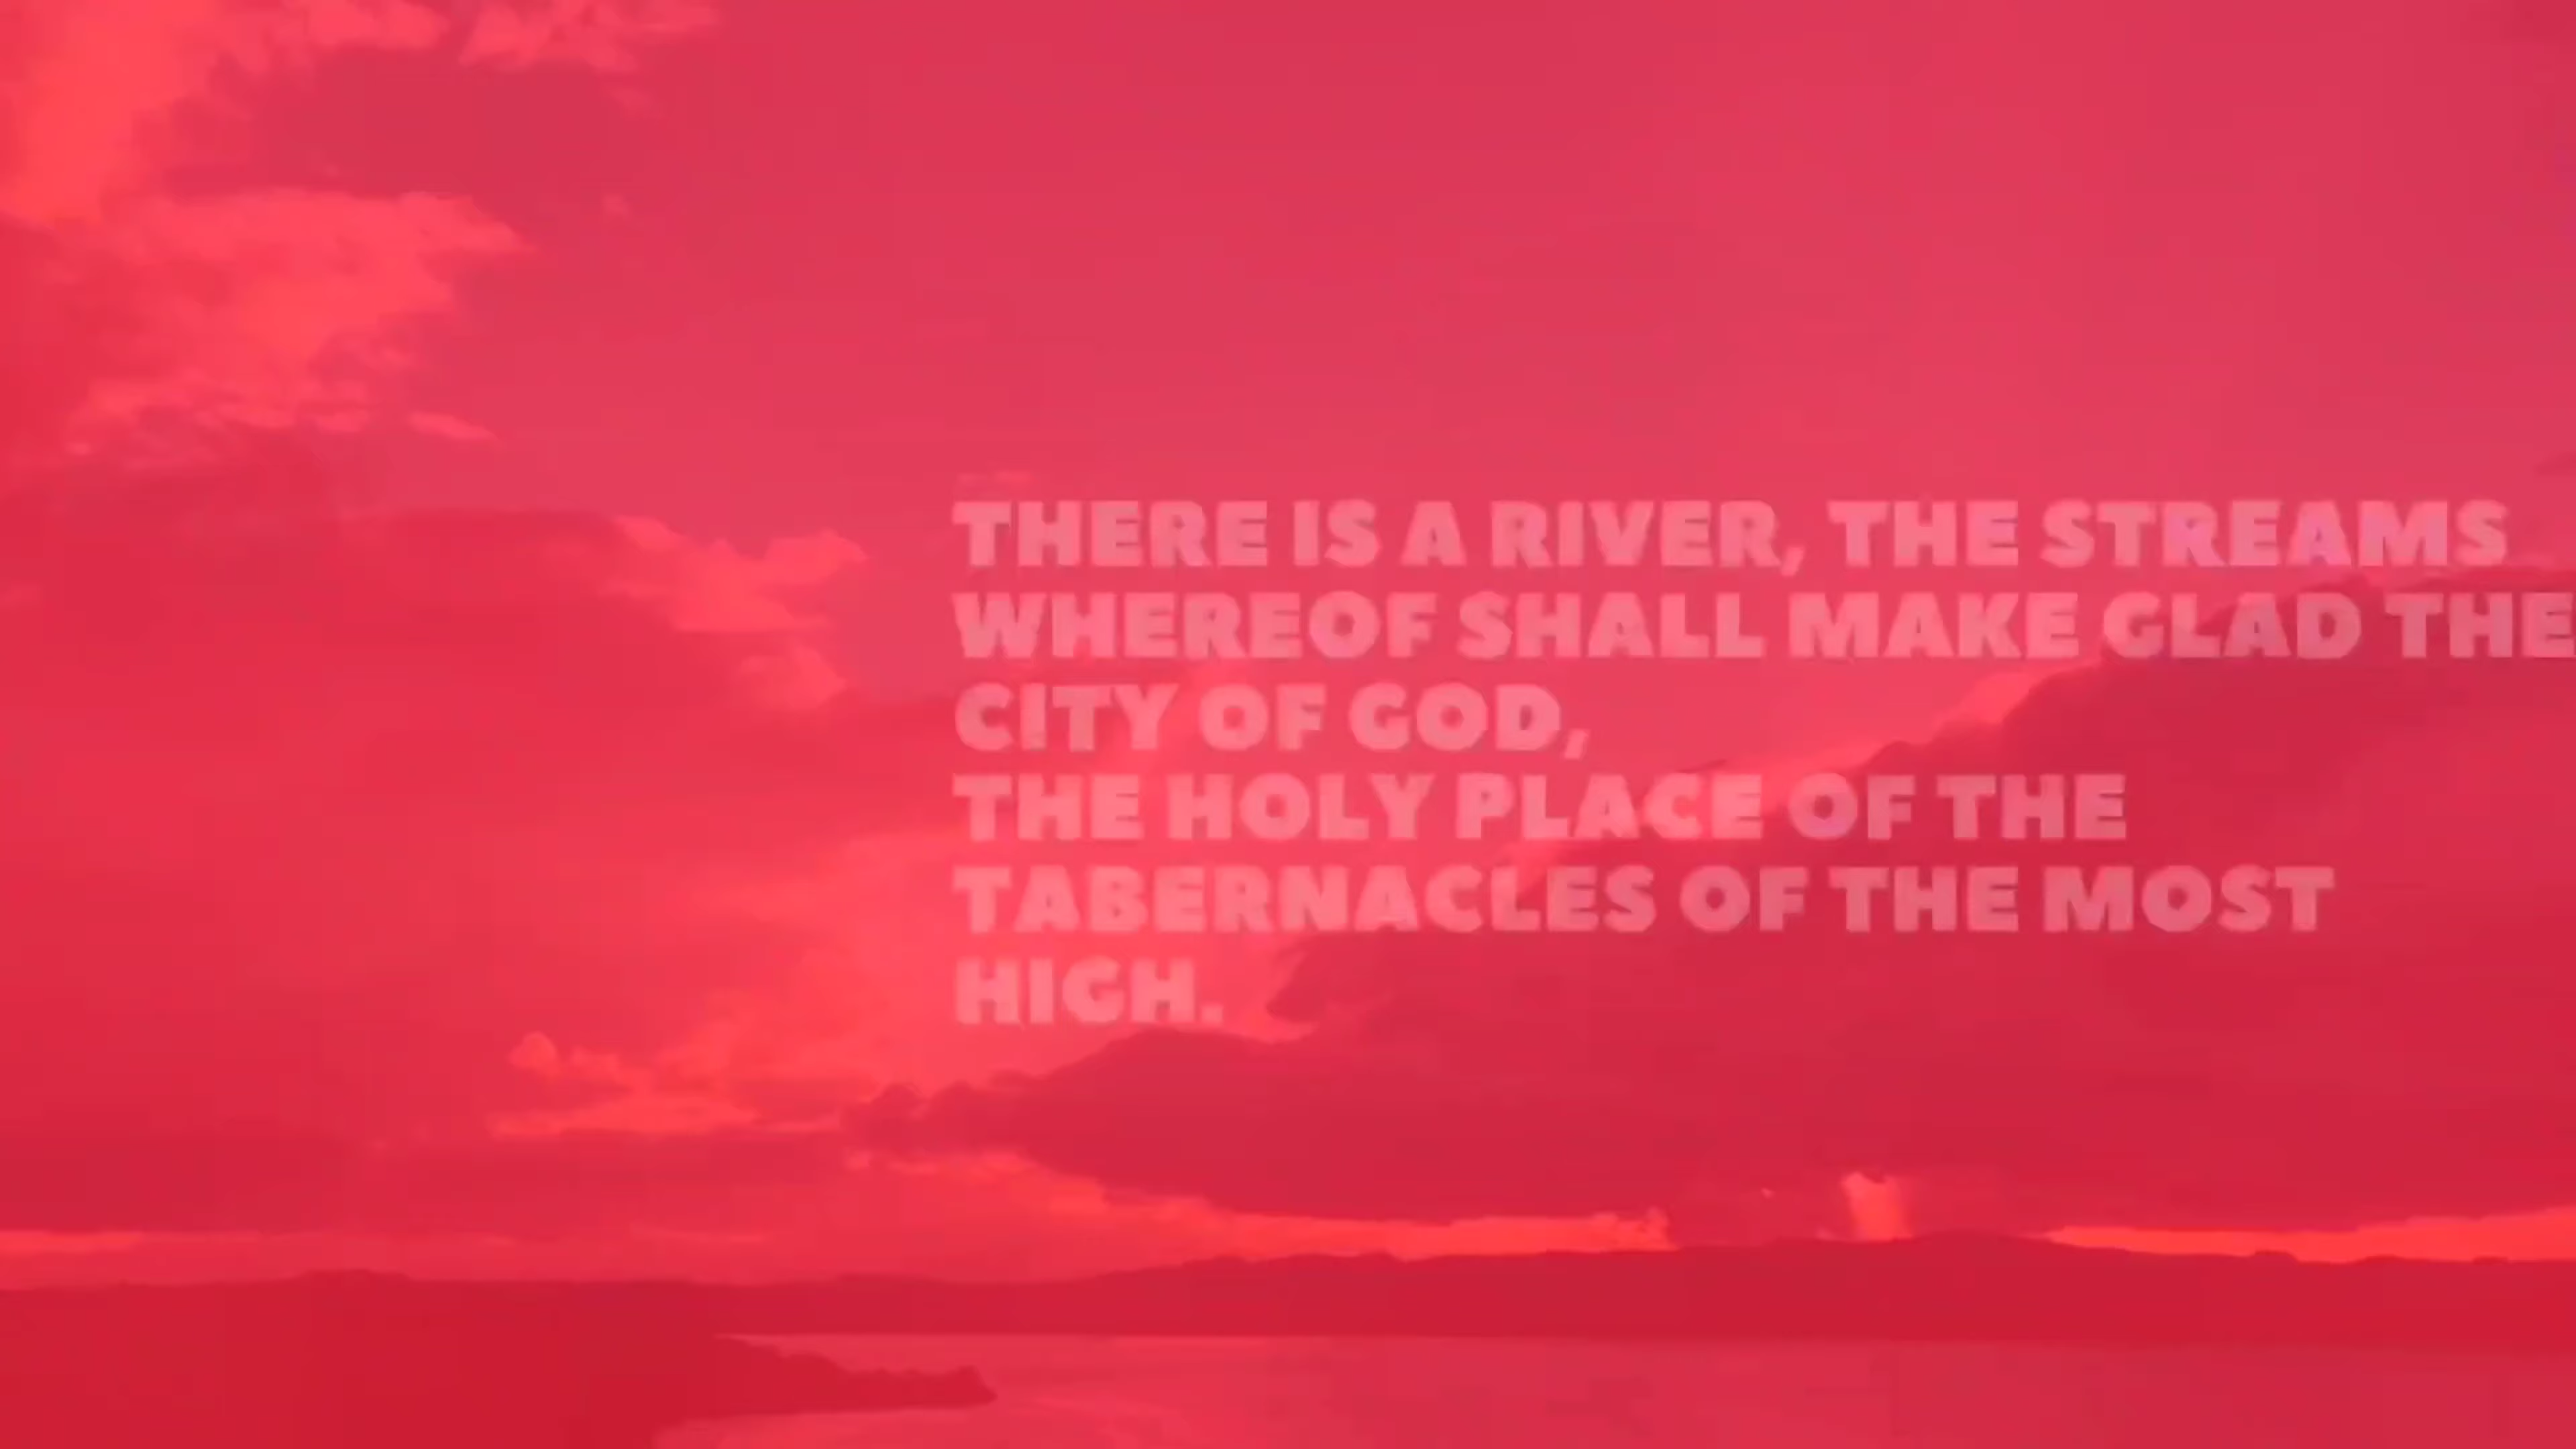 THERE IS A RIVER, THE STREAMS
WHEREOF SHALL MAKE GLAD THE
CITY OF GOD,
THE HOLY PLACE OF THE
TABERNACLES OF THE MOST
HIGH.